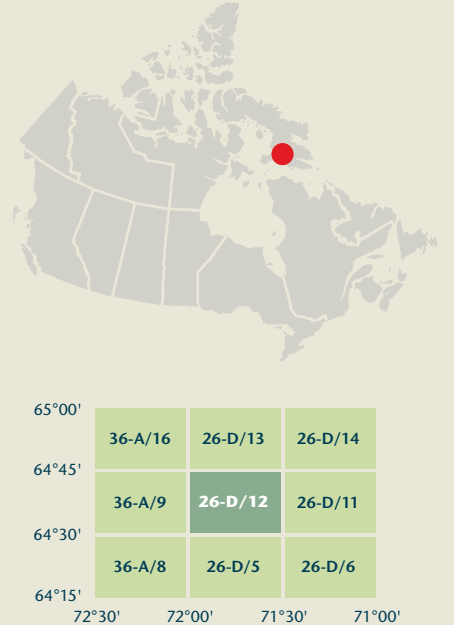 65°00'
36-A/16 26-D/13 26-D/14
64°45'
36-A/9 26-D/12 26-D/11
64°30'
36-A/8 26-D/5 26-D/6
64°15'
72°30' 72°00' 71°30' 71°00'